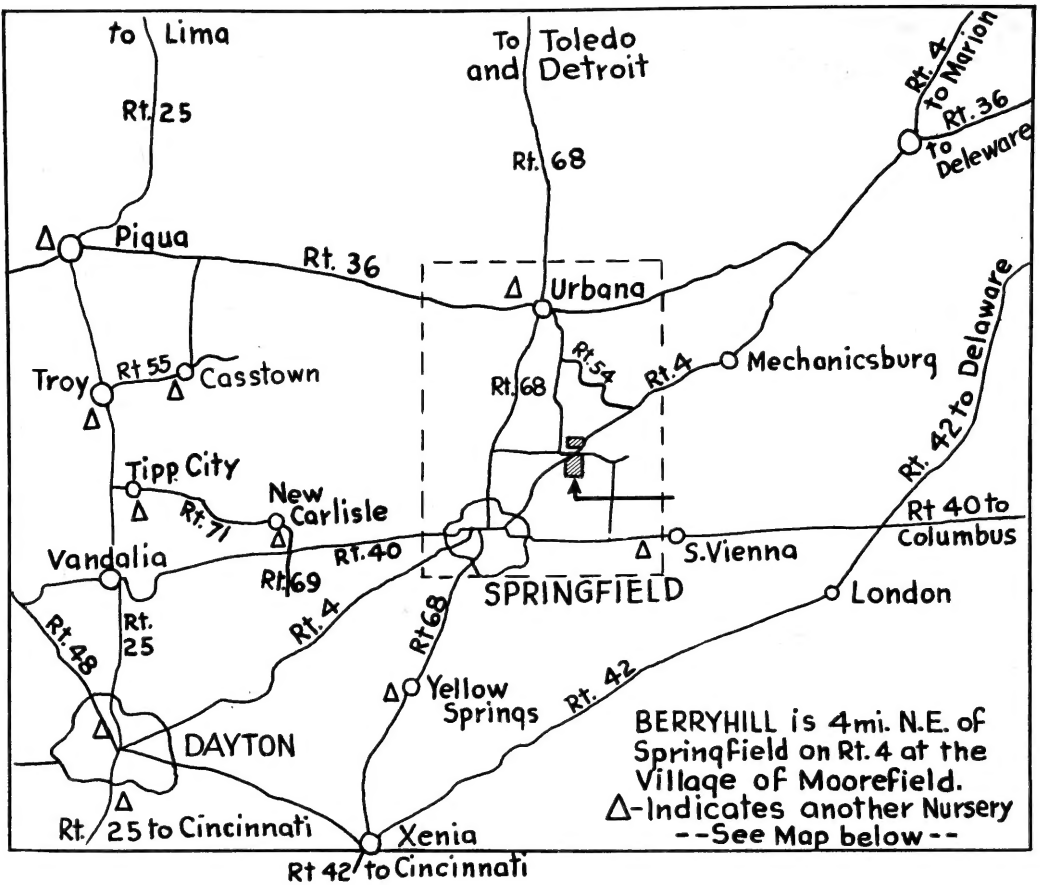 to Lima
Rt. 25
To Toledo
and Detroit
Rt. 68
Rt. 4
to Marion
Rt. 36
to
Deleware
Piqua
Rt. 36
Urbana
Rt. 54
Rt. 4
Mechanicsburg
Rt. 68
Troy
Rt 55
Casstown
Rt. 42 to Delaware
Tipp City
Rt. 71
New
Carlisle
Rt. 69
Vandalia
Rt. 40
S. Vienna
Rt 40 to
Columbus
SPRINGFIELD
London
Rt. 48
Rt.
25
Rt. 4
Rt 68
Yellow
Springs
Rt. 42
DAYTON
BERRYHILL is 4mi. N.E. of
Springfield on Rt. 4 at the
Village of Moorefield.
Δ-Indicates another Nursery
--See Map below--
Rt. 25 to Cincinnati
Xenia
Rt 42 to Cincinnati